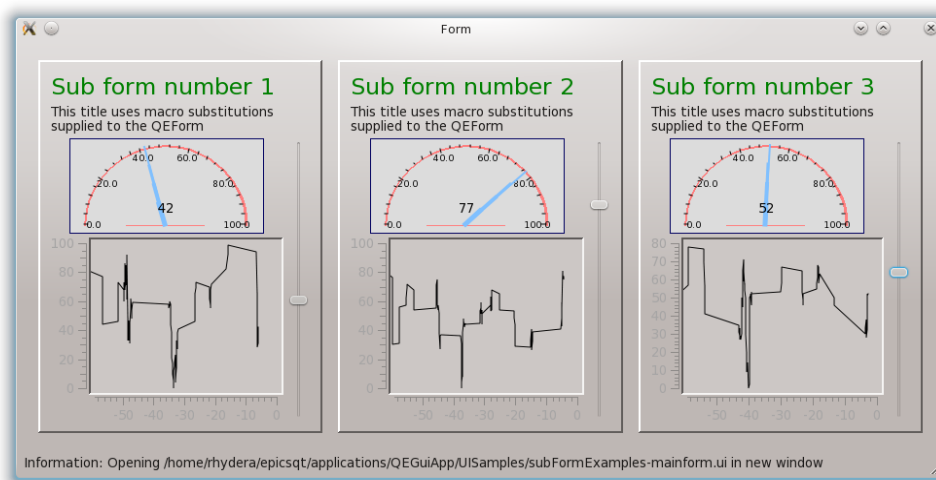 Form
Sub form number 1
This title uses macro substitutions
supplied to the QEForm
40.0 60.0
20.0 80.0
42
0.0 100.0
100
80
60
40
20
0
-50 -40 -30 -20 -10 0
Sub form number 2
This title uses macro substitutions
supplied to the QEForm
40.0 60.0
20.0 80.0
77
0.0 100.0
100
80
60
40
20
0
-50 -40 -30 -20 -10 0
Sub form number 3
This title uses macro substitutions
supplied to the QEForm
40.0 60.0
20.0 80.0
52
0.0 100.0
80
70
60
50
40
30
20
10
0
-50 -40 -30 -20 -10 0
Information: Opening /home/rhydera/epicsqt/applications/QEGuiApp/UISamples/subFormExamples-mainform.ui in new window